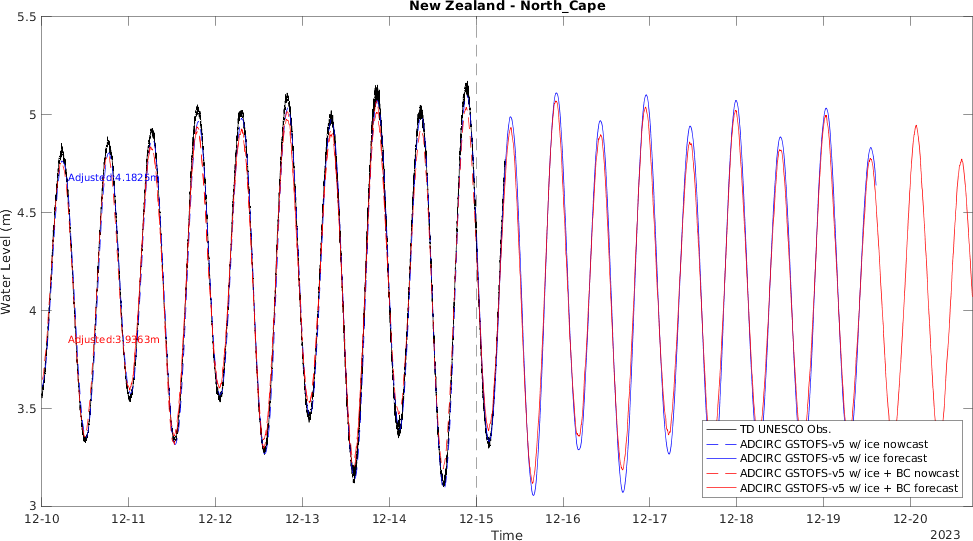 New Zealand - North_Cape
5.5
5
4.5
4
3.5
3
Water Level (m)
Adjusted:4.1825m
Adjusted:3.9363m
TD UNESCO Obs.
ADCIRC GSTOFS-v5 w/ ice nowcast
ADCIRC GSTOFS-v5 w/ ice forecast
ADCIRC GSTOFS-v5 w/ ice + BC nowcast
ADCIRC GSTOFS-v5 w/ ice + BC forecast
12-10 12-11 12-12 12-13 12-14 12-15 12-16 12-17 12-18 12-19 12-20
Time
2023